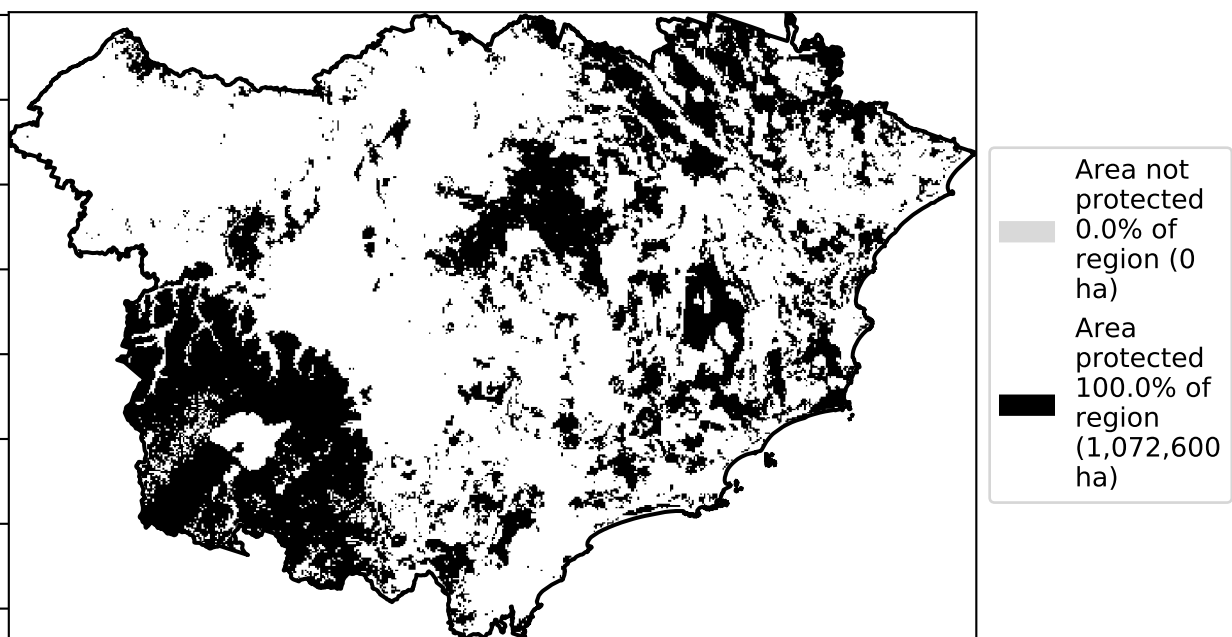 Area not
protected
0.0% of
region (0
ha)
Area
protected
100.0% of
region
(1,072,600
ha)